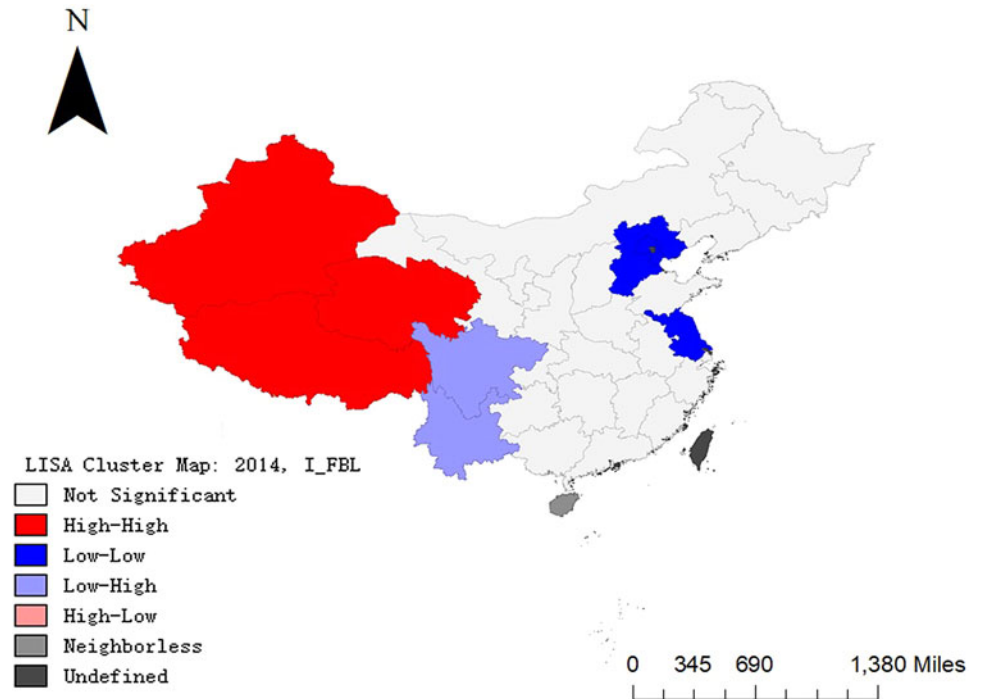 N
LISA Cluster Map: 2014, I_FBL
Not Significant
High-High
Low-Low
Low-High
High-Low
Neighborless
Undefined
0 345 690 1,380 Miles